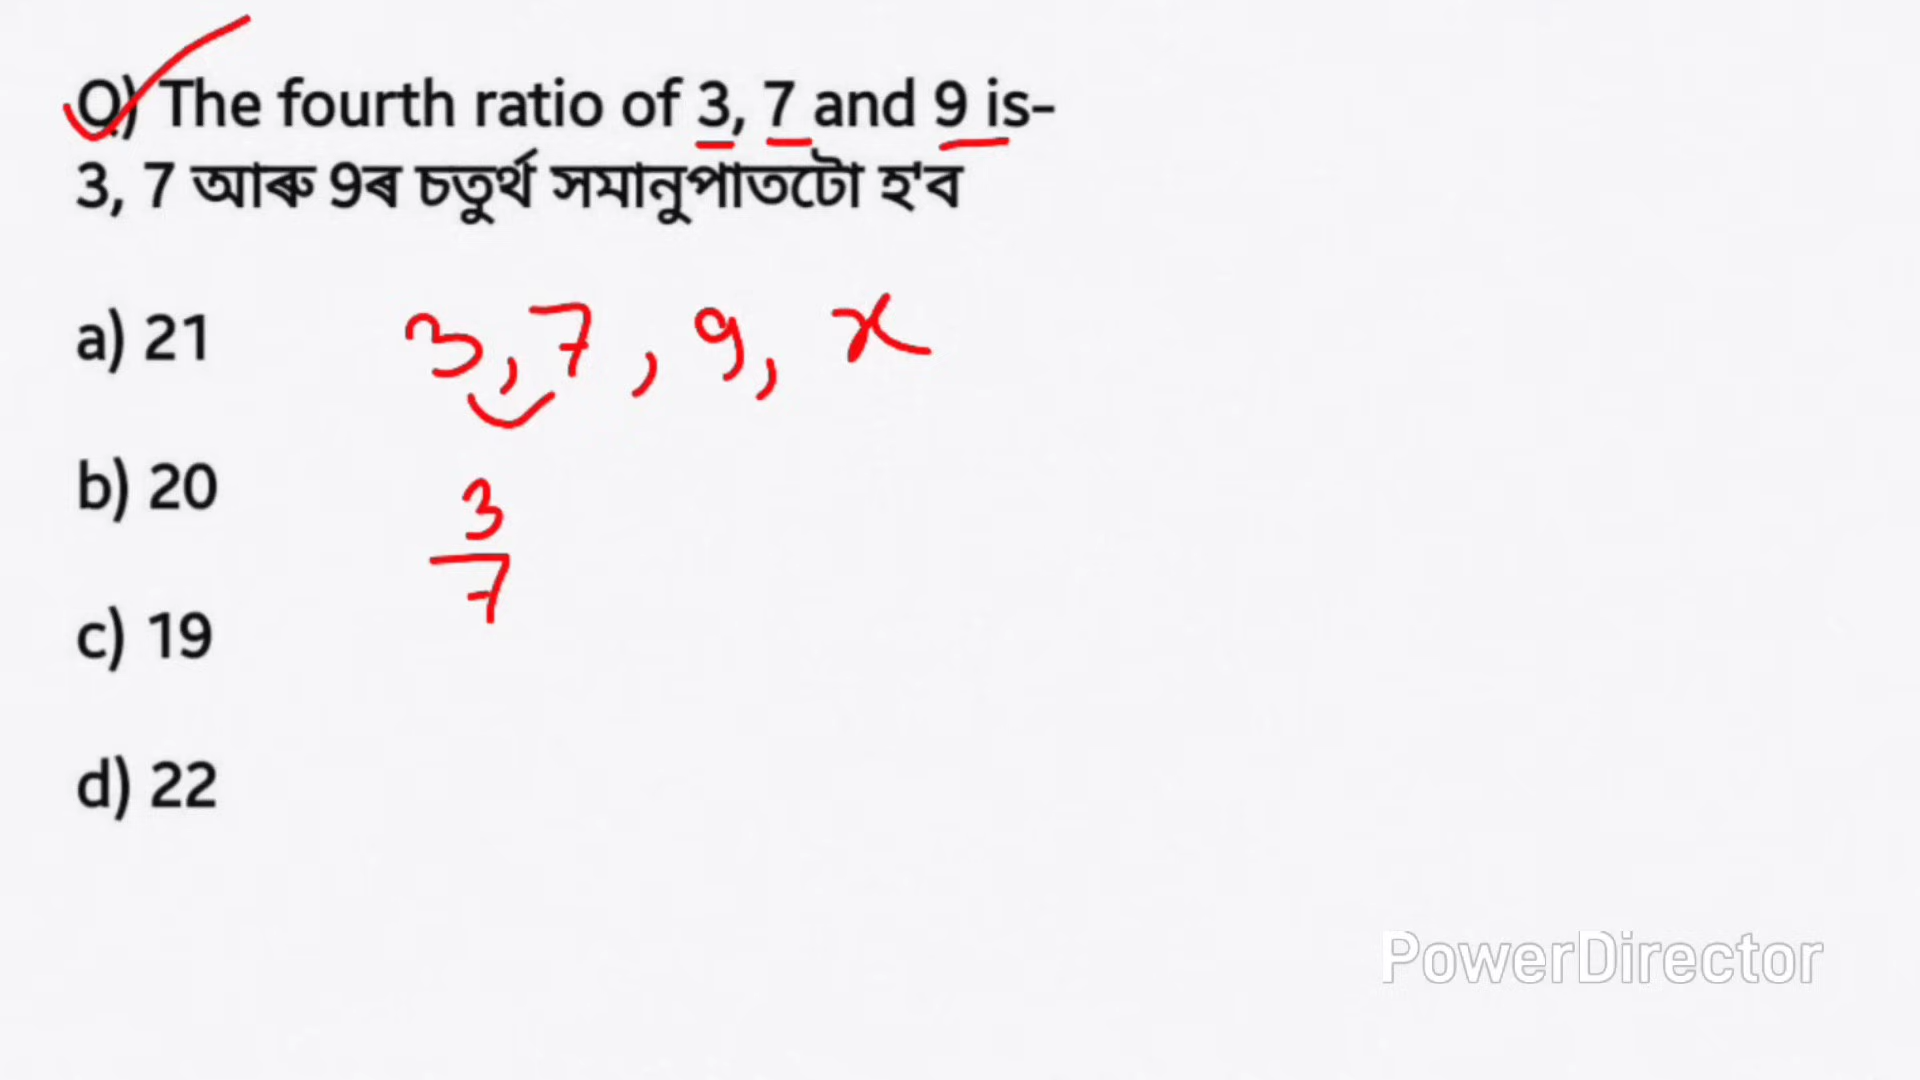 Q) The fourth ratio of 3, 7 and 9 is-
3, 7 আৰু 9ৰ চতুৰ্থ সমানুপাতটো হ'ব
a) 21
3, 7, 9, x
b) 20
3
7
c) 19
d) 22
PowerDirector